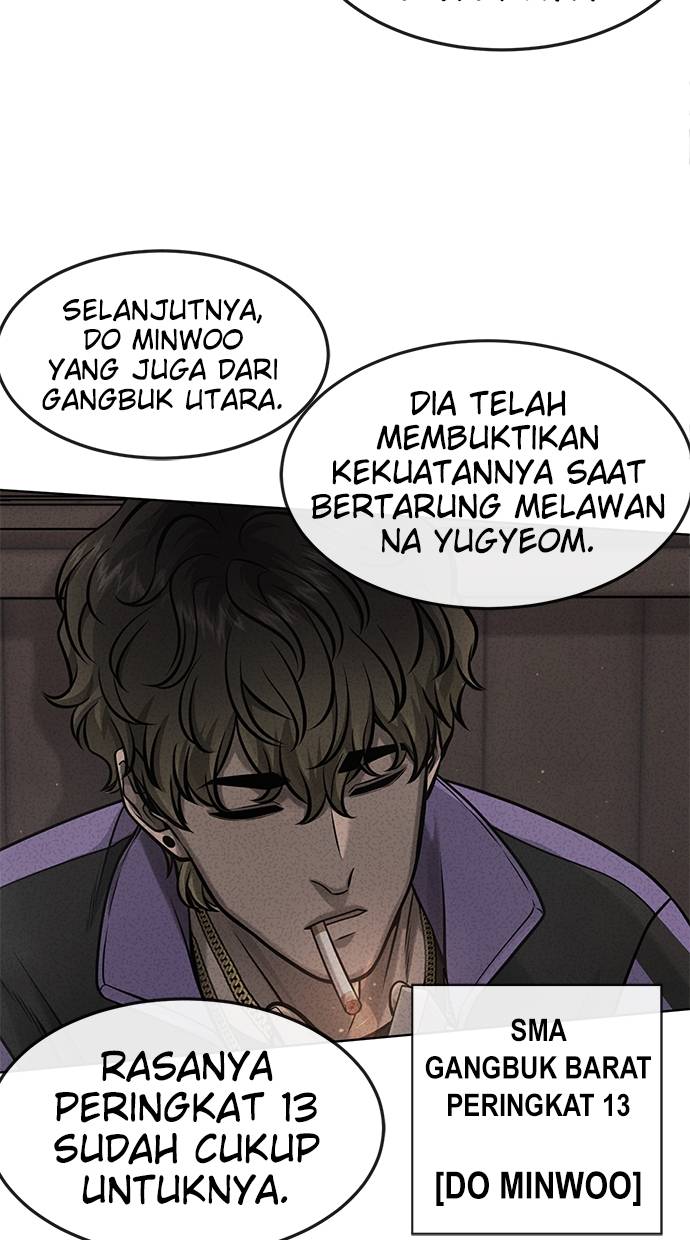 SELANJUTNYA,
DO MINWOO
YANG JUGA DARI
GANGBUK UTARA.
DIA TELAH
MEMBUKTIKAN
KEKUATANNYA SAAT
BERTARUNG MELAWAN
NA YUGYEOM.
RASANYA
PERINGKAT 13
SUDAH CUKUP
UNTUKNYA.
SMA
GANGBUK BARAT
PERINGKAT 13
[DO MINWOO]